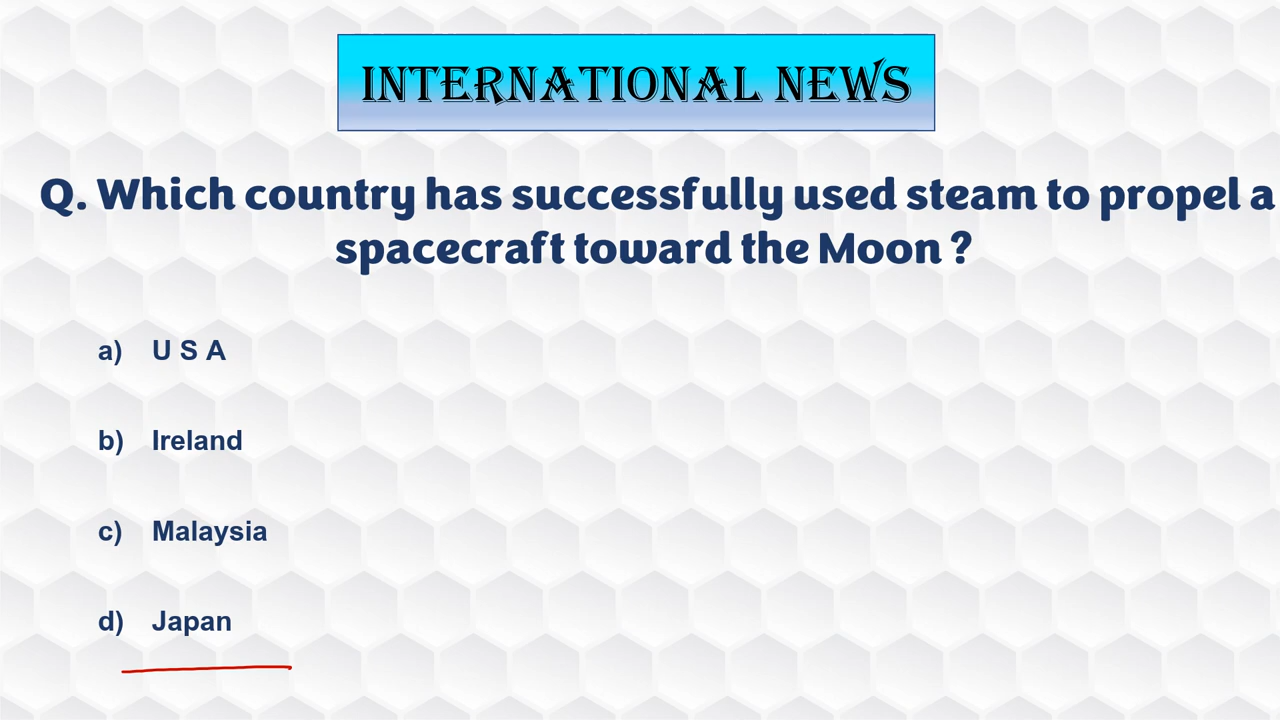 INTERNATIONAL NEWS
Q. Which country has successfully used steam to propel a
spacecraft toward the Moon ?
a) U S A
b) Ireland
c) Malaysia
d) Japan